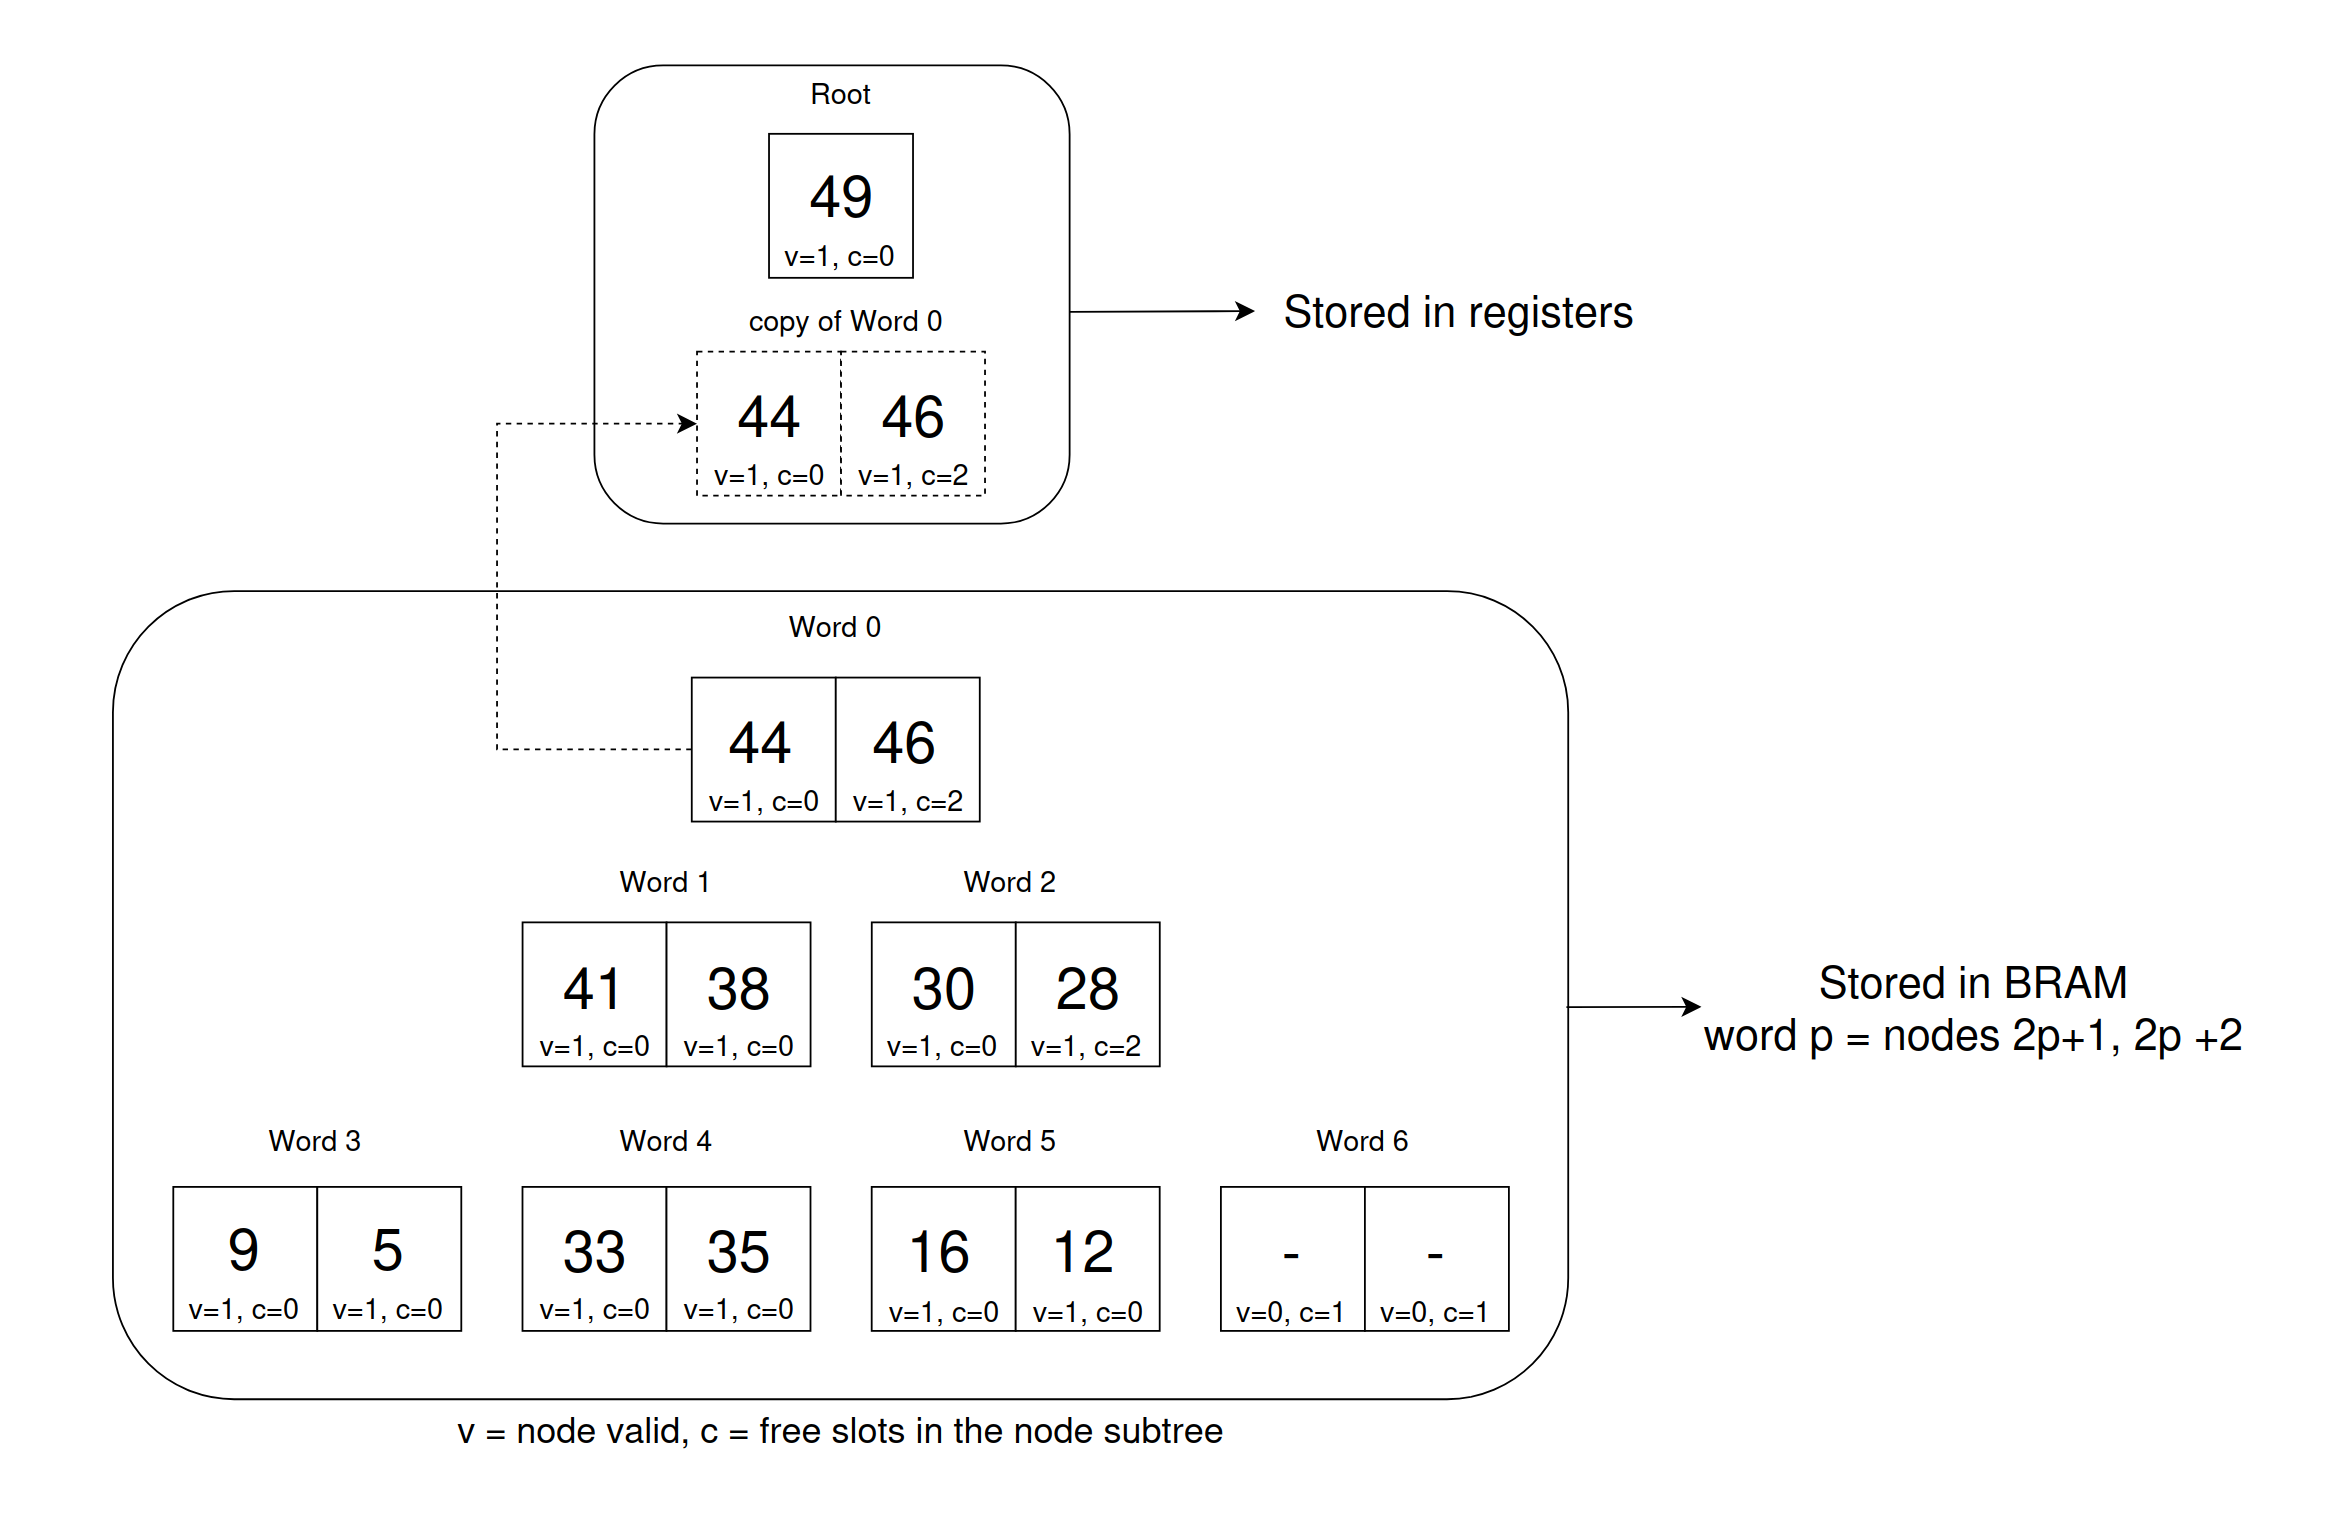 Root
49
v=1, c=0
copy of Word 0
44 46
v=1, c=0 v=1, c=2
Stored in registers
Word 0
44 46
v=1, c=0 v=1, c=2
Word 1 Word 2
41 38 30 28
v=1, c=0 v=1, c=0 v=1, c=0 v=1, c=2
Stored in BRAM
word p = nodes 2p+1, 2p +2
Word 3 Word 4 Word 5 Word 6
9 5 33 35 16 12 - -
v=1, c=0 v=1, c=0 v=1, c=0 v=1, c=0 v=1, c=0 v=1, c=0 v=0, c=1 v=0, c=1
v = node valid, c = free slots in the node subtree